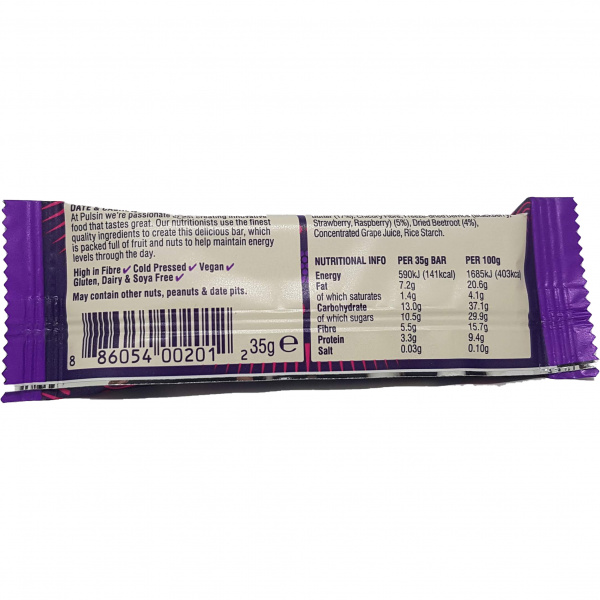 DATE &
At Pulsin we're passionate about creating innovative
food that tastes great. Our nutritionists use the finest
quality ingredients to create this delicious bar, which
is packed full of fruit and nuts to help maintain energy
levels through the day.
High in Fibre ✓ Cold Pressed ✓ Vegan ✓
Gluten, Dairy & Soya Free ✓
May contain other nuts, peanuts & date pits.
8 86054 00201 2
35g e
Strawberry, Raspberry) (5%), Dried Beetroot (4%),
Concentrated Grape Juice, Rice Starch.
NUTRITIONAL INFO PER 35g BAR PER 100g
Energy 590kJ (141kcal) 1685kJ (403kcal)
Fat 7.2g 20.6g
of which saturates 1.4g 4.1g
Carbohydrate 13.0g 37.1g
of which sugars 10.5g 29.9g
Fibre 5.5g 15.7g
Protein 3.3g 9.4g
Salt 0.03g 0.10g